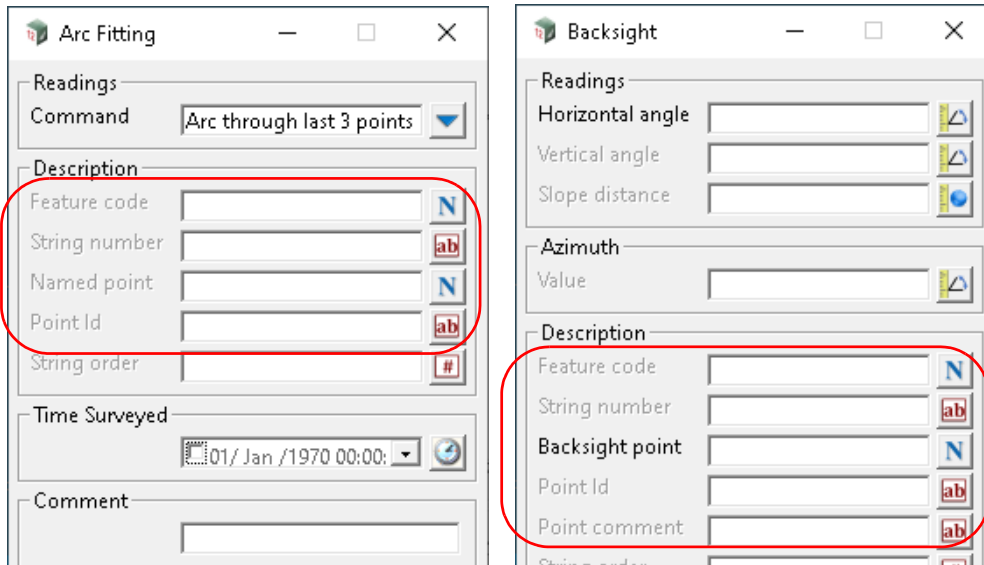 Arc Fitting
Readings
Command
Arc through last 3 points
Description
Feature code
N
String number
ab
Named point
N
Point Id
ab
String order
#
Time Surveyed
01/ Jan /1970 00:00:
Comment
Backsight
Readings
Horizontal angle
Vertical angle
Slope distance
Azimuth
Value
Description
Feature code
N
String number
ab
Backsight point
N
Point Id
ab
Point comment
ab
String order